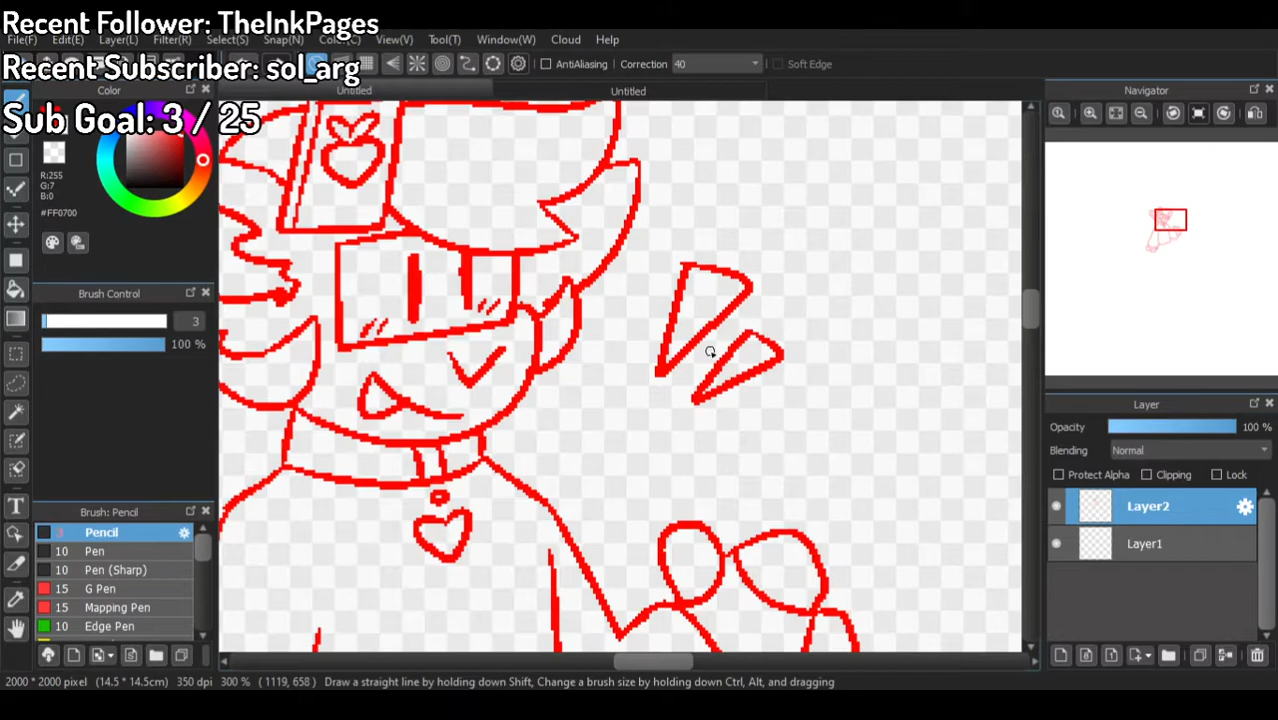 Recent Follower: TheInkPages
File(F) Edit(E) Layer(L) Filter(R) Select(S) Snap(N) Color(C) View(V) Tool(T) Window(W) Cloud Help
Recent Subscriber: sol_arg
AntiAliasing Correction 40 Soft Edge
Sub Goal: 3 / 25
Color
Untitled
Untitled
Navigator
R:255
G:7
B:0
#FF0700
Brush Control
3
100 %
Layer
Opacity 100 %
Blending Normal
Protect Alpha Clipping Lock
Layer2
Layer1
Brush: Pencil
3 Pencil
10 Pen
10 Pen (Sharp)
15 G Pen
15 Mapping Pen
10 Edge Pen
2000 * 2000 pixel (14.5 * 14.5cm) 350 dpi 300 % ( 1119, 658 ) Draw a straight line by holding down Shift, Change a brush size by holding down Ctrl, Alt, and dragging